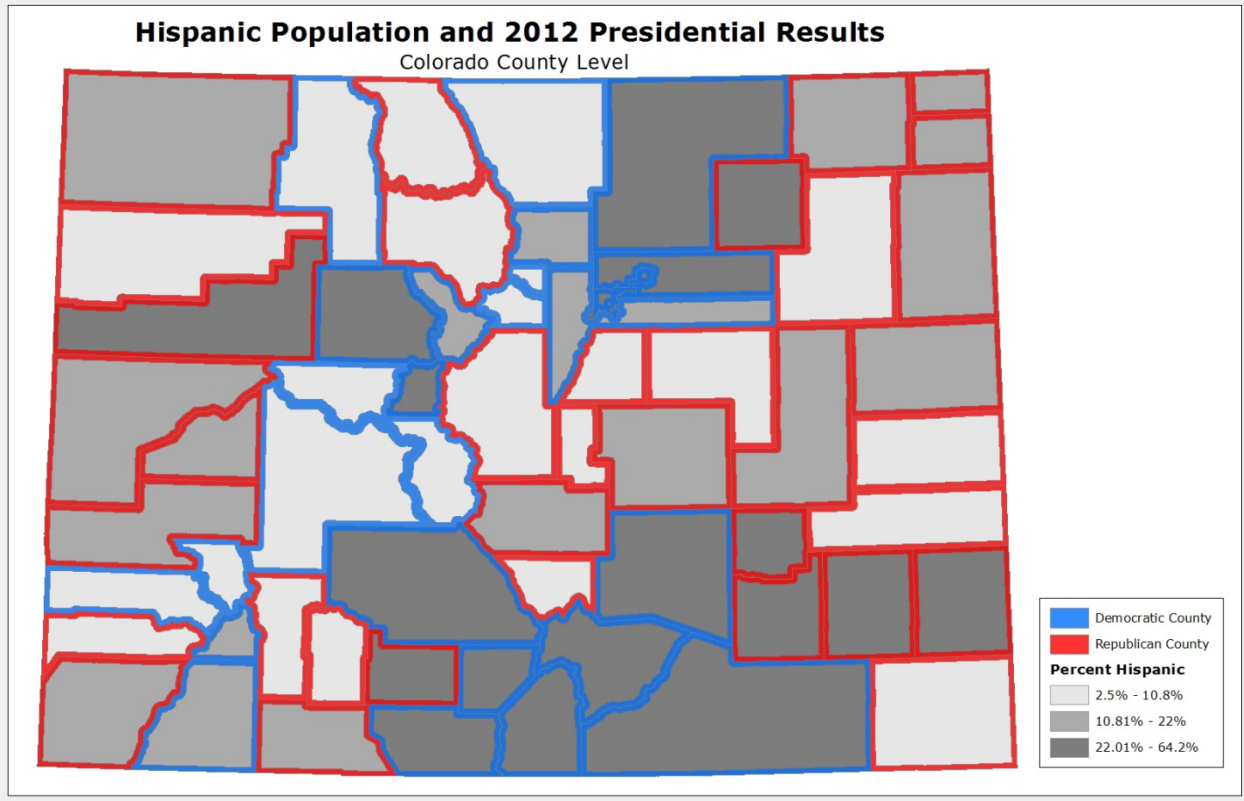 Hispanic Population and 2012 Presidential Results
Colorado County Level
Democratic County
Republican County
Percent Hispanic
2.5% - 10.8%
10.81% - 22%
22.01% - 64.2%